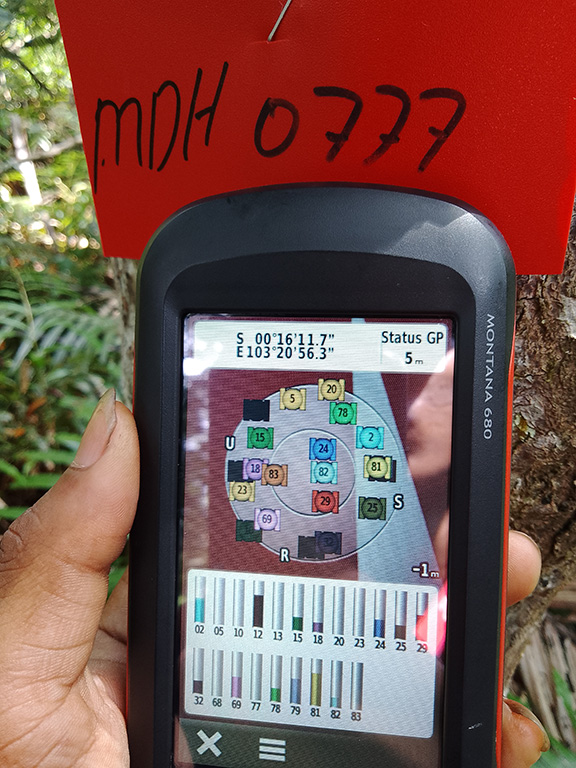 MDH 0777
MONTANA 680
S 00°16'11.7"
E 103°20'56.3"
Status GP
5m
20
5
78
15
2
U
24
18
83
82
81
23
29
25
S
69
R
-1m
02 05 10 12 13 15 18 20 23 24 25 29
32 68 69 77 78 79 81 82 83